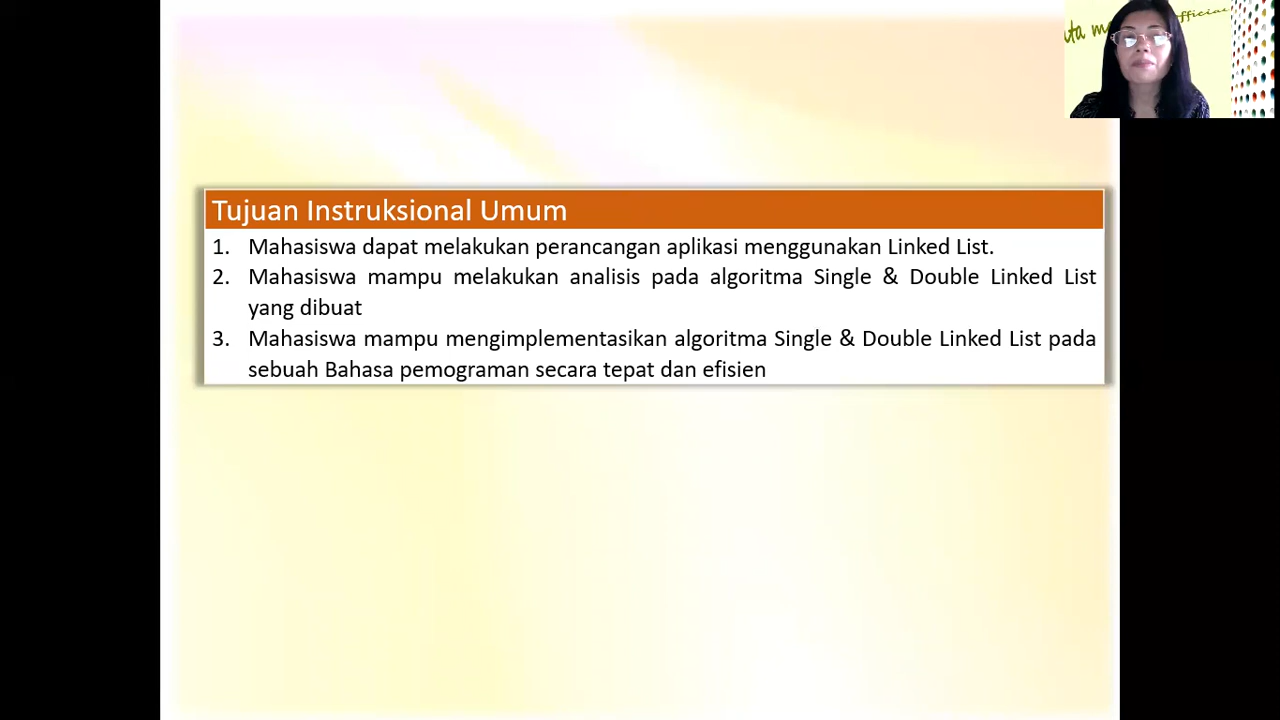 fficial
Tujuan Instruksional Umum
1. Mahasiswa dapat melakukan perancangan aplikasi menggunakan Linked List.
2. Mahasiswa mampu melakukan analisis pada algoritma Single & Double Linked List
yang dibuat
3. Mahasiswa mampu mengimplementasikan algoritma Single & Double Linked List pada
sebuah Bahasa pemograman secara tepat dan efisien